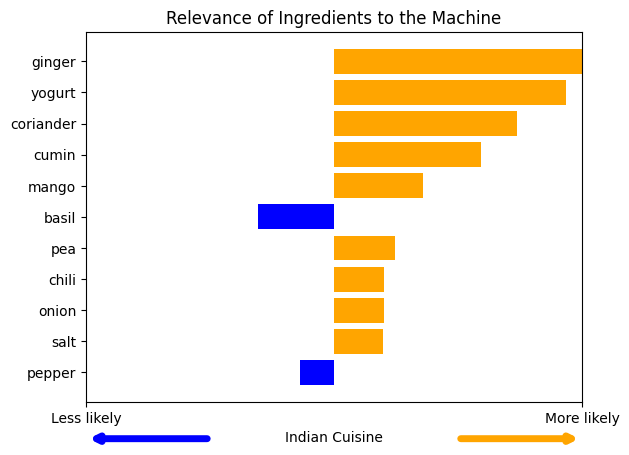 Relevance of Ingredients to the Machine
ginger
yogurt
coriander
cumin
mango
basil
pea
chili
onion
salt
pepper
Less likely
More likely
Indian Cuisine